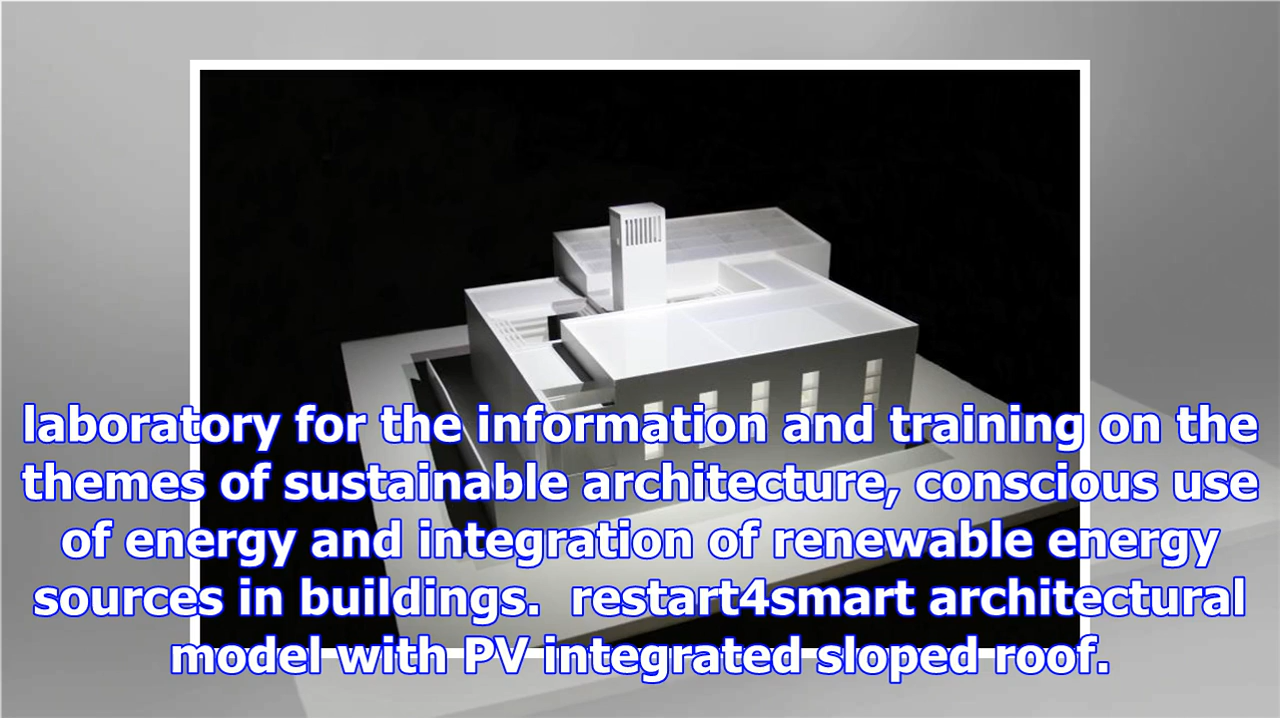 laboratory for the information and training on the
themes of sustainable architecture, conscious use
of energy and integration of renewable energy
sources in buildings.  restart4smart architectural
model with PV integrated sloped roof.